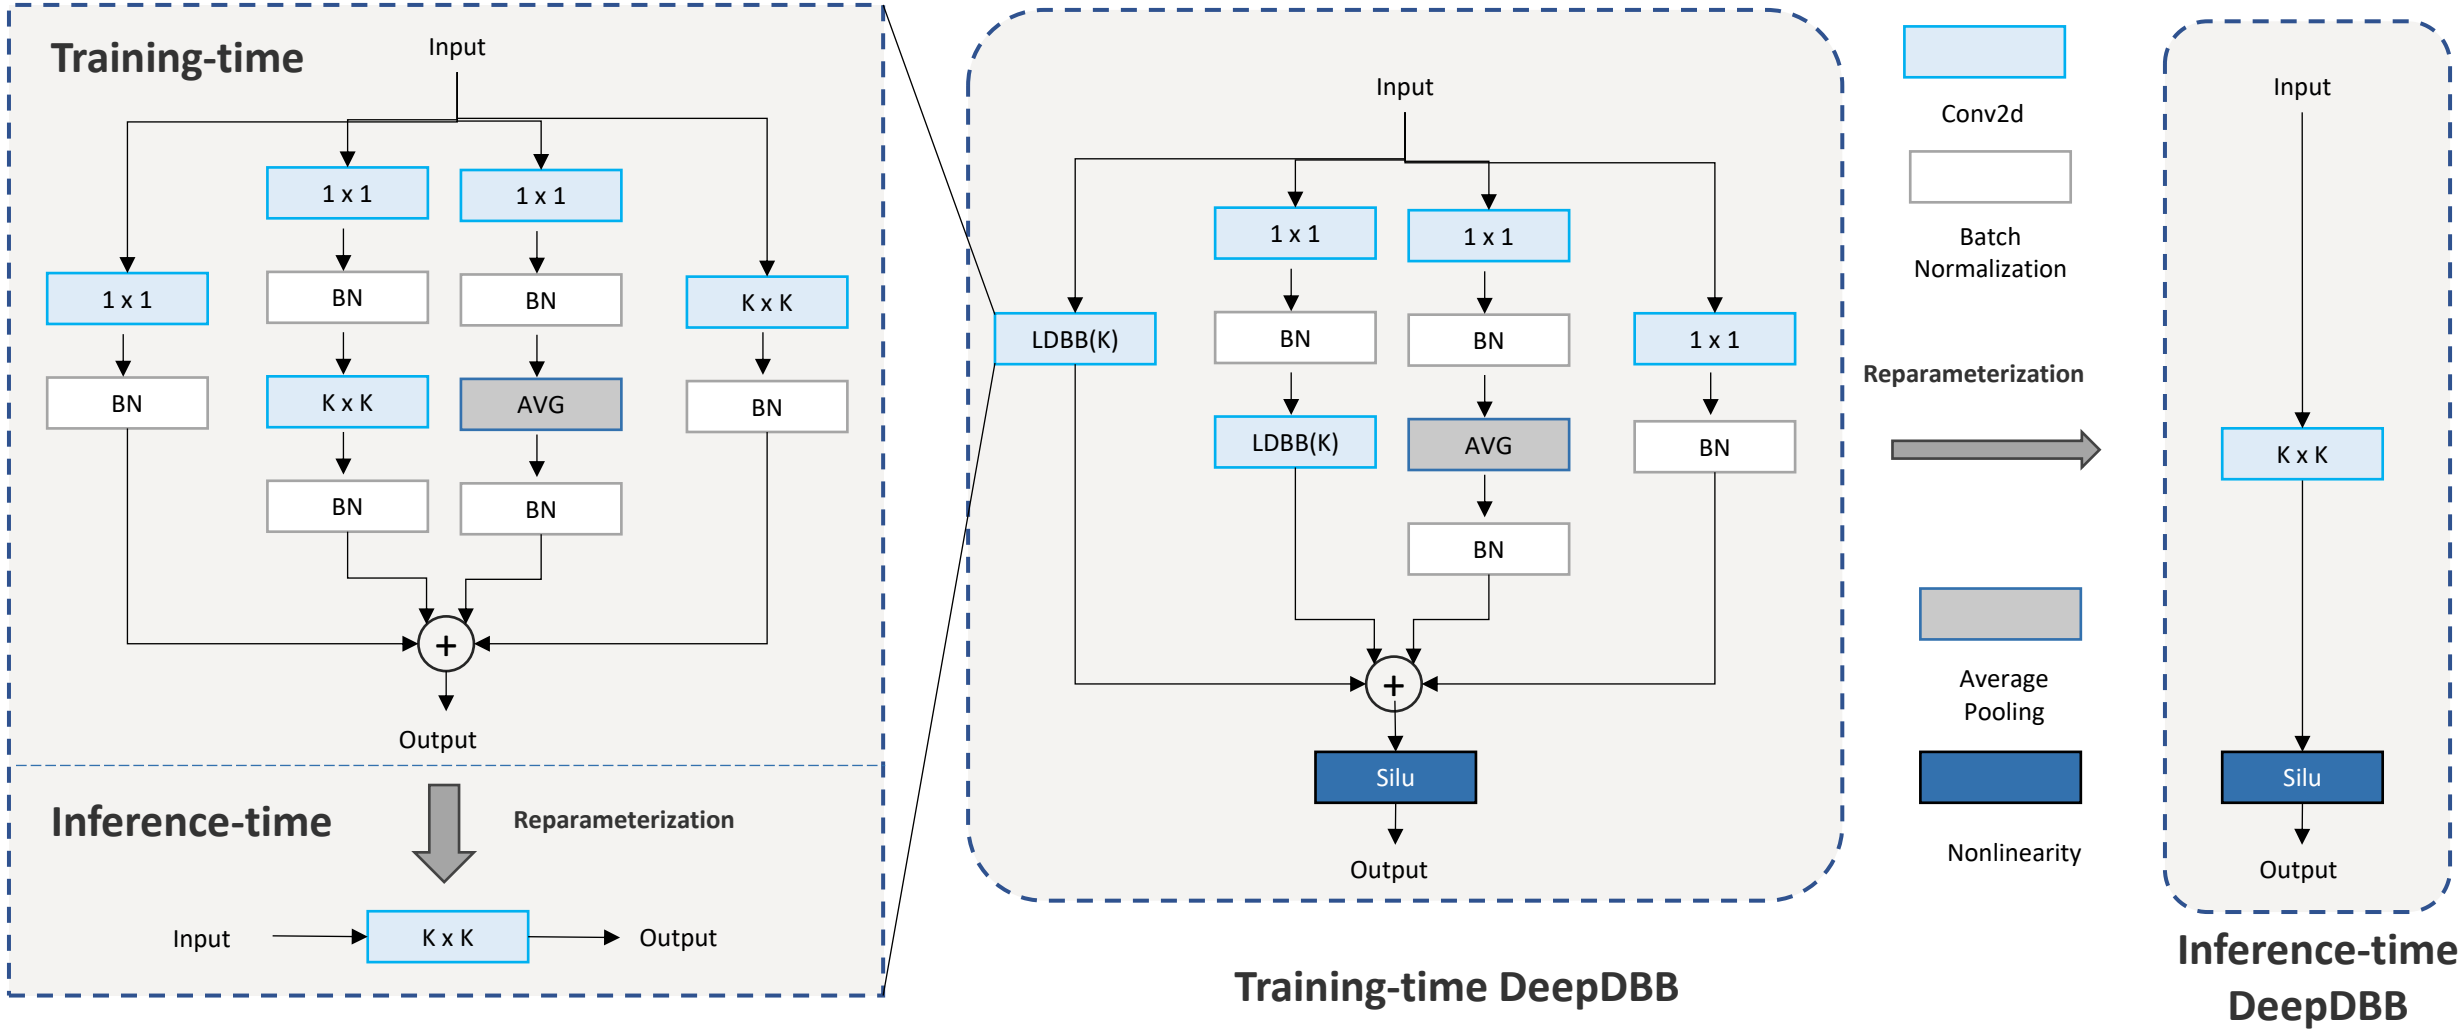 Training-time
Input
1 x 1
BN
1 x 1
BN
K x K
BN
1 x 1
BN
AVG
BN
K x K
BN
+
Output
Inference-time
Reparameterization
Input
K x K
Output
Input
LDBB(K)
1 x 1
BN
LDBB(K)
1 x 1
BN
AVG
BN
1 x 1
BN
+
Silu
Output
Training-time DeepDBB
Conv2d
Batch
Normalization
Reparameterization
Average
Pooling
Nonlinearity
Input
K x K
Silu
Output
Inference-time
DeepDBB